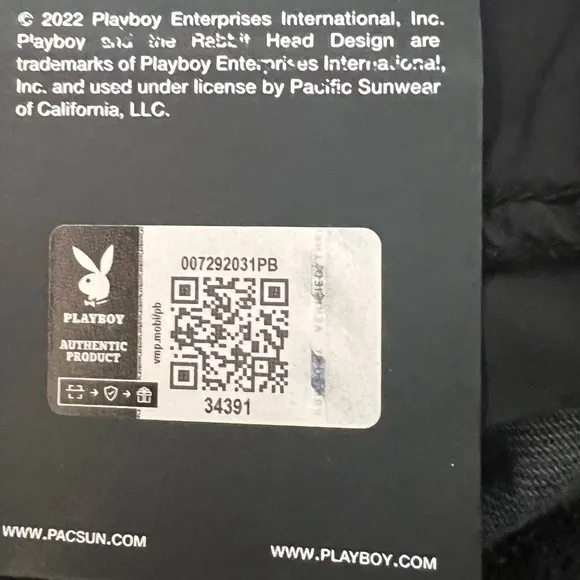 © 2022 Playboy Enterprises International, Inc.
Playboy and the Rabbit Head Design are
trademarks of Playboy Enterprises International,
Inc. and used under license by Pacific Sunwear
of California, LLC.
007292031PB
vmp.mobi/pb
PLAYBOY
AUTHENTIC
PRODUCT
34391
WWW.PACSUN.COM
WWW.PLAYBOY.COM